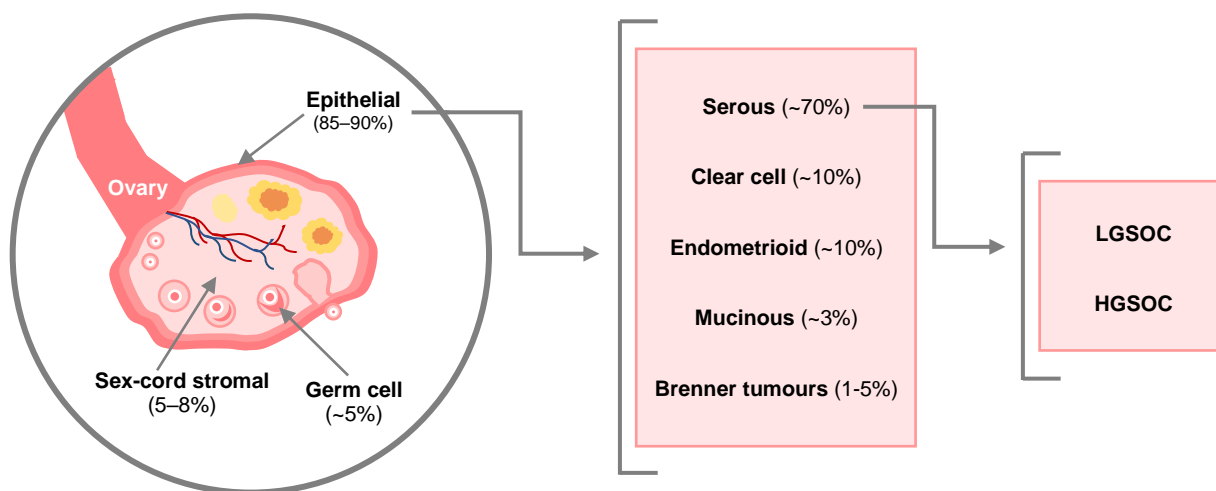 Epithelial
(85–90%)
Ovary
Sex-cord stromal
(5–8%)
Germ cell
(~5%)
Serous (~70%)
Clear cell (~10%)
Endometrioid (~10%)
Mucinous (~3%)
Brenner tumours (1-5%)
LGSOC
HGSOC